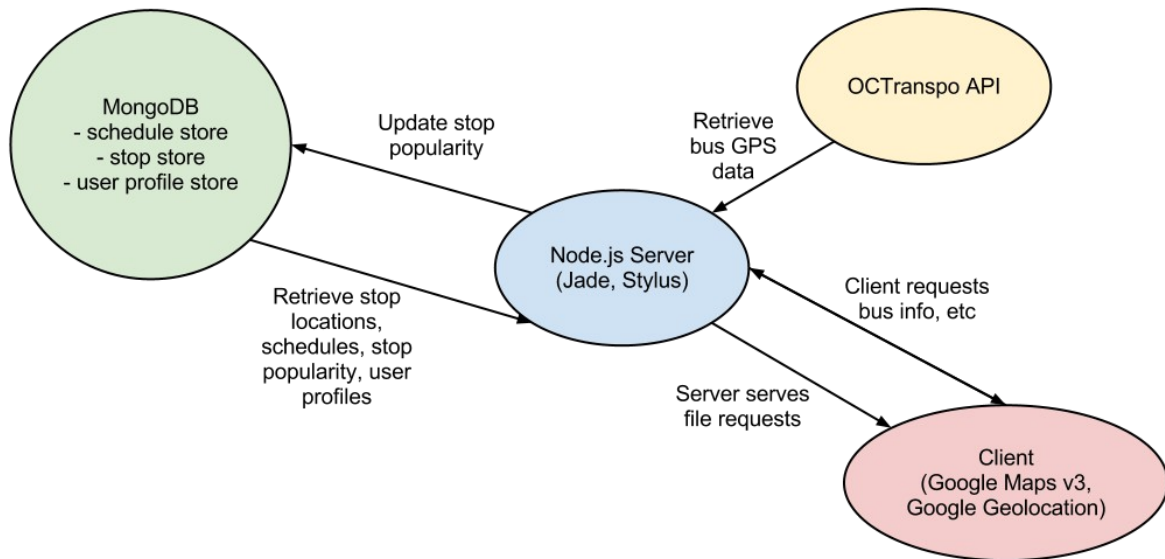 MongoDB
- schedule store
- stop store
- user profile store
OCTranspo API
Update stop
popularity
Retrieve
bus GPS
data
Node.js Server
(Jade, Stylus)
Retrieve stop
locations,
schedules, stop
popularity, user
profiles
Client requests
bus info, etc
Server serves
file requests
Client
(Google Maps v3,
Google Geolocation)